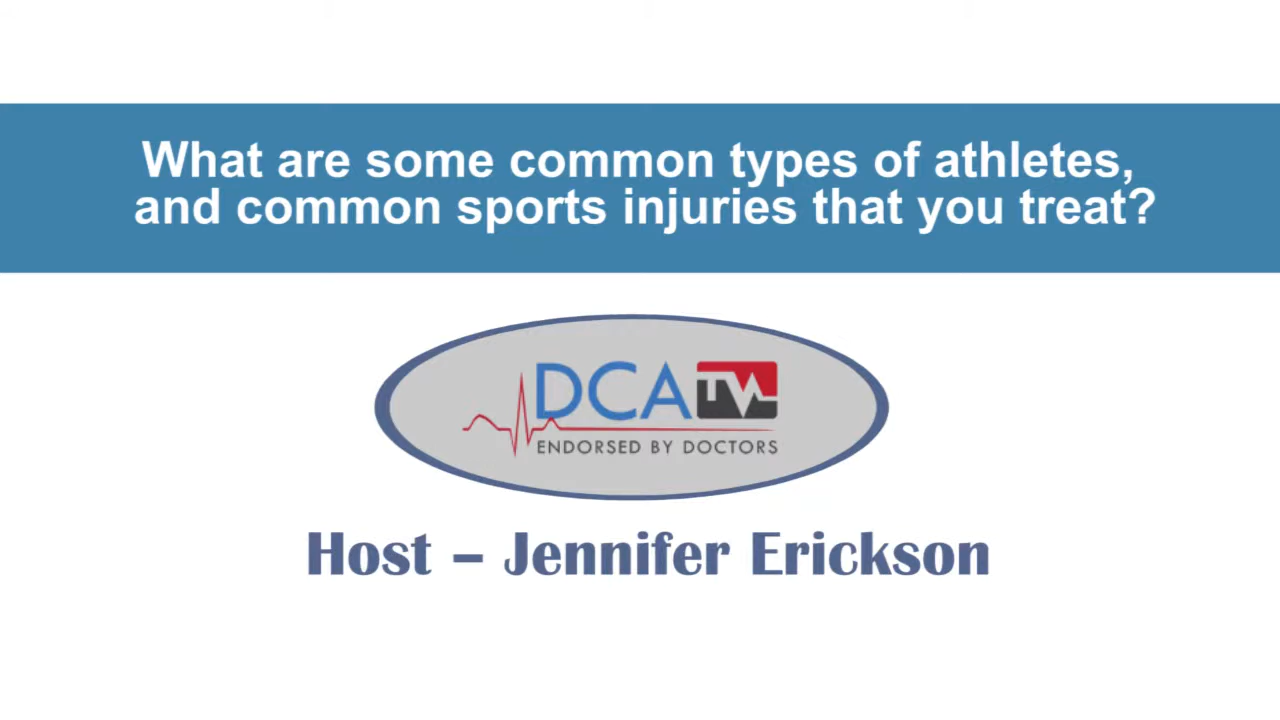 What are some common types of athletes,
and common sports injuries that you treat?
DCA TV
ENDORSED BY DOCTORS
Host – Jennifer Erickson